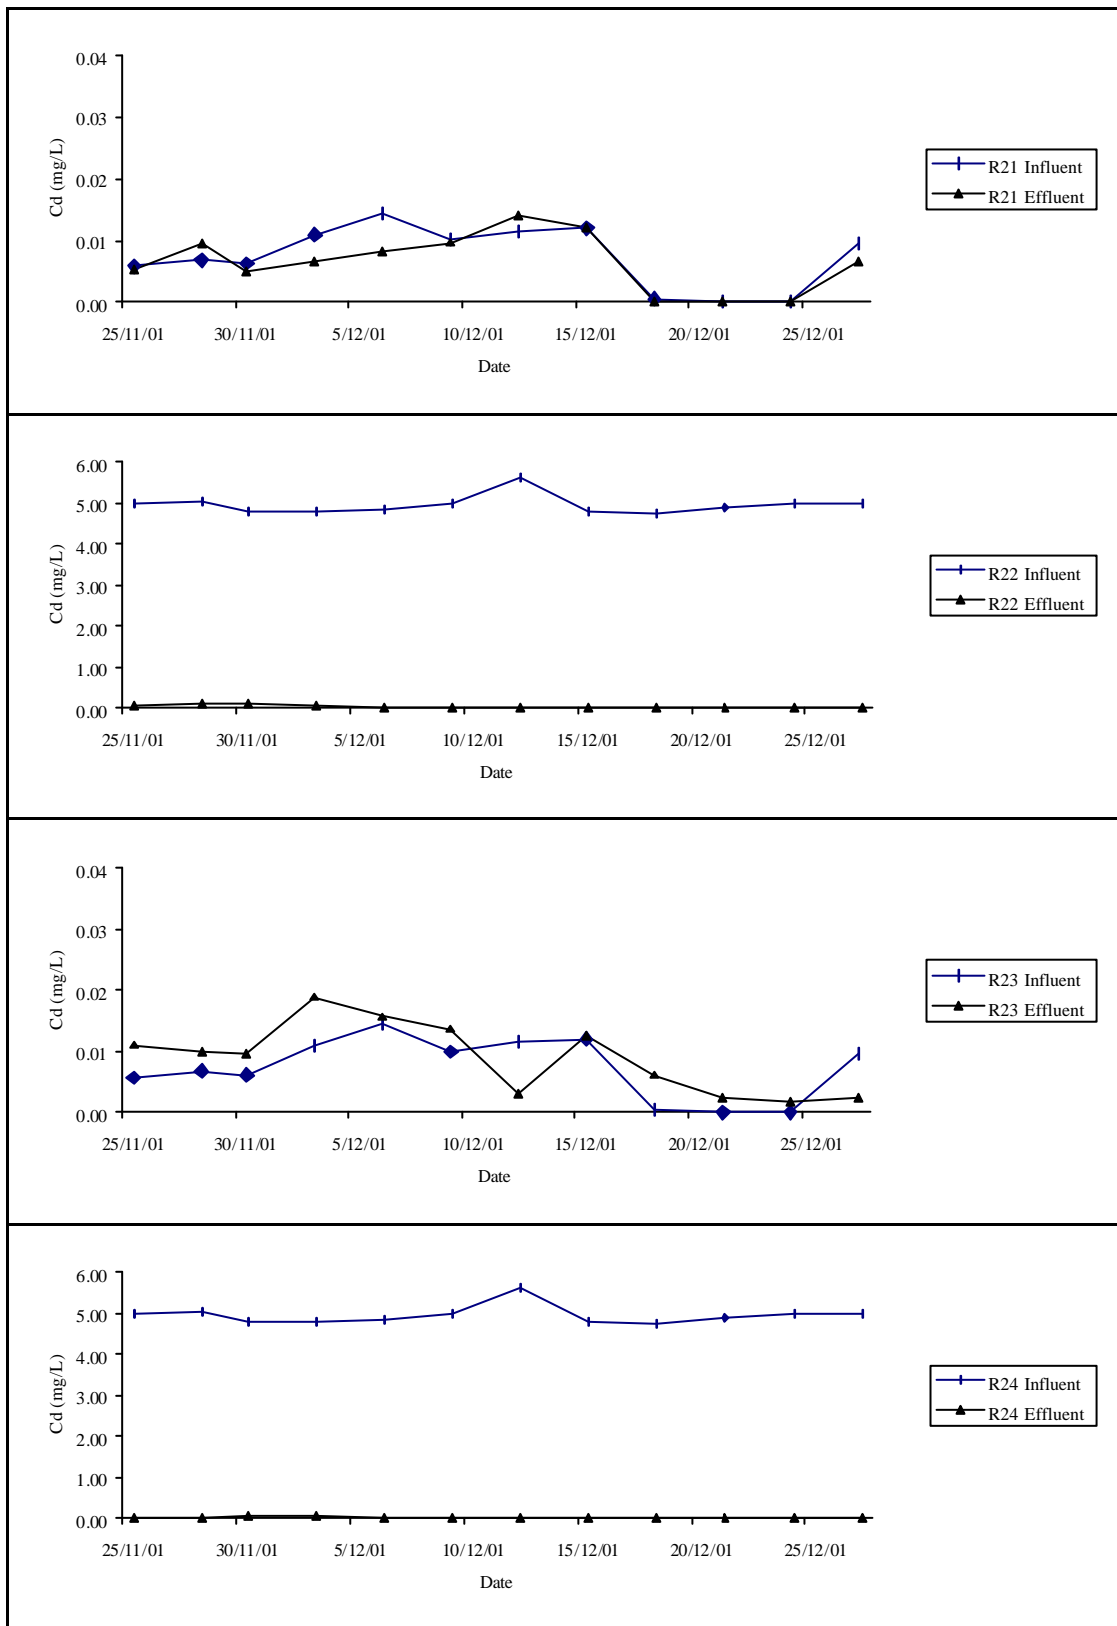 0.04
0.03
0.02
0.01
0.00
Cd (mg/L)
25/11/01 30/11/01 5/12/01 10/12/01 15/12/01 20/12/01 25/12/01
Date
R21 Influent
R21 Effluent
6.00
5.00
4.00
3.00
2.00
1.00
0.00
Cd (mg/L)
25/11/01 30/11/01 5/12/01 10/12/01 15/12/01 20/12/01 25/12/01
Date
R22 Influent
R22 Effluent
0.04
0.03
0.02
0.01
0.00
Cd (mg/L)
25/11/01 30/11/01 5/12/01 10/12/01 15/12/01 20/12/01 25/12/01
Date
R23 Influent
R23 Effluent
6.00
5.00
4.00
3.00
2.00
1.00
0.00
Cd (mg/L)
25/11/01 30/11/01 5/12/01 10/12/01 15/12/01 20/12/01 25/12/01
Date
R24 Influent
R24 Effluent